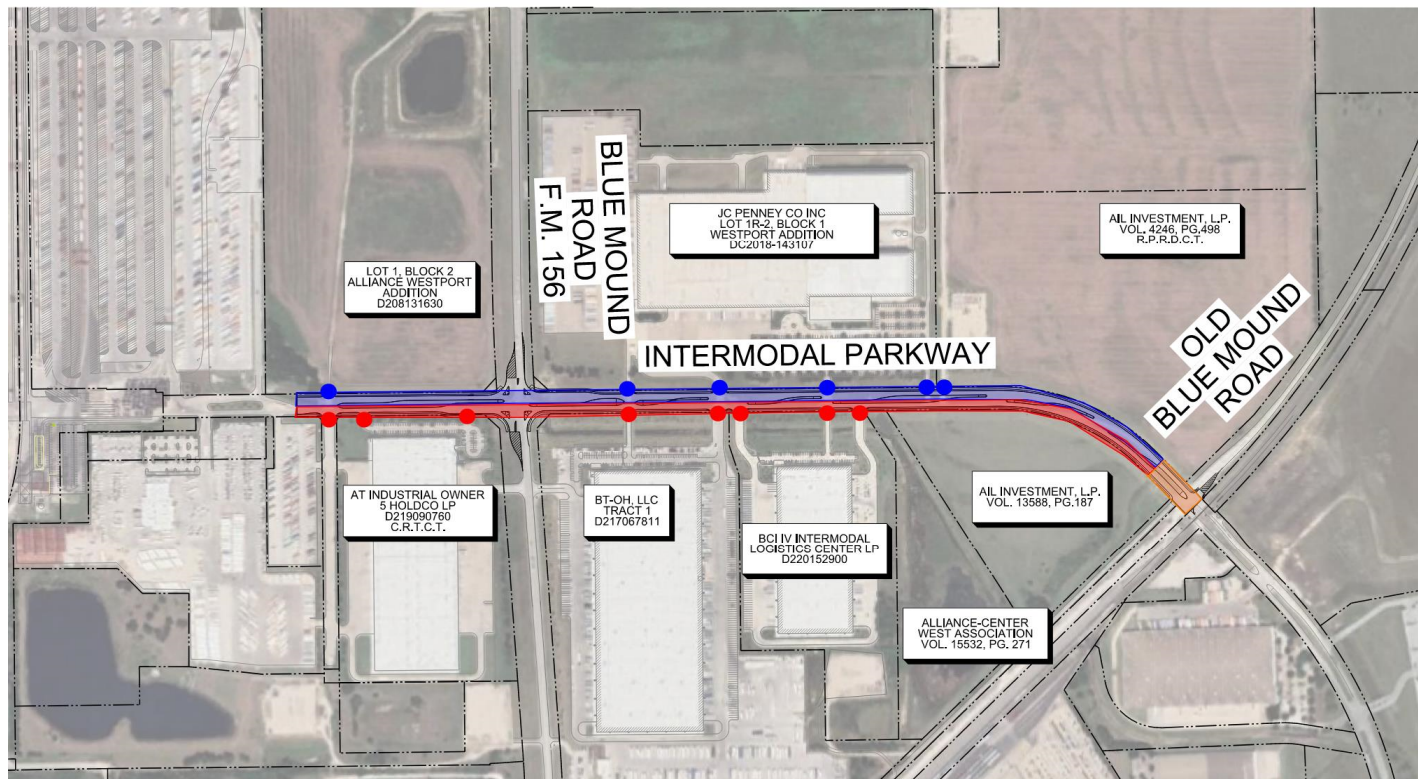 BLUE MOUND
ROAD
F.M. 156
JC PENNEY CO INC
LOT 1R-2, BLOCK 1
WESTPORT ADDITION
DC2018-143107
AIL INVESTMENT, L.P.
VOL. 4246, PG.498
R.P.R.D.C.T.
LOT 1, BLOCK 2
ALLIANCE WESTPORT
ADDITION
D208131630
OLD
BLUE MOUND
ROAD
INTERMODAL PARKWAY
AT INDUSTRIAL OWNER
5 HOLDCO LP
D219090760
C.R.T.C.T.
BT-OH, LLC
TRACT 1
D217067811
AIL INVESTMENT, L.P.
VOL. 13588, PG.187
BCI IV INTERMODAL
LOGISTICS CENTER LP
D220152900
ALLIANCE-CENTER
WEST ASSOCIATION
VOL. 15532, PG. 271